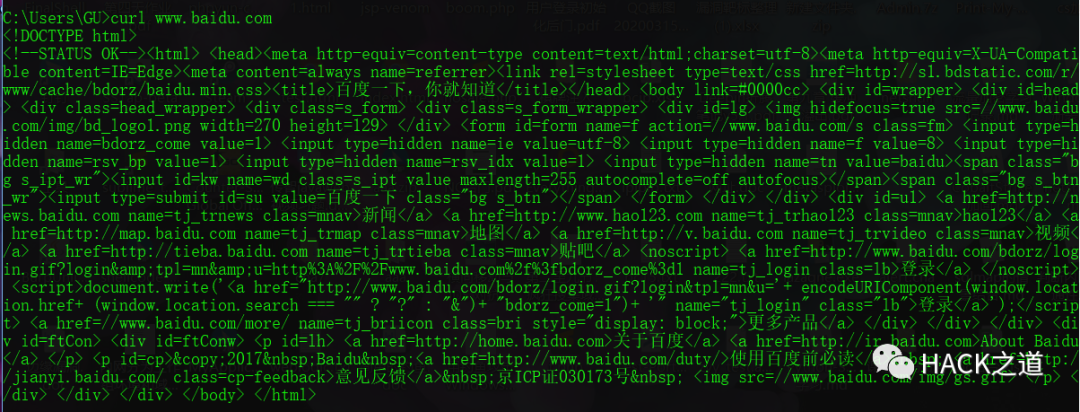 C:\Users\GU>curl www.baidu.com
<!DOCTYPE html>
<!--STATUS OK--><html> <head><meta http-equiv=content-type content=text/html;charset=utf-8><meta http-equiv=X-UA-Compati
ble content=IE=Edge><meta content=always name=referrer><link rel=stylesheet type=text/css href=http://s1.bdstatic.com/r/
www/cache/bdorz/baidu.min.css><title>百度一下，你就知道</title></head> <body link=#0000cc> <div id=wrapper> <div id=head
> <div class=head_wrapper> <div class=s_form> <div class=s_form_wrapper> <div id=lg> <img hidefocus=true src=//www.baidu
.com/img/bd_logo1.png width=270 height=129> </div> <form id=form name=f action=//www.baidu.com/s class=fm> <input type=h
idden name=bdorz_come value=1> <input type=hidden name=ie value=utf-8> <input type=hidden name=f value=8> <input type=hi
dden name=rsv_bp value=1> <input type=hidden name=rsv_idx value=1> <input type=hidden name=tn value=baidu><span class="b
g s_ipt_wr"><input id=kw name=wd class=s_ipt value maxlength=255 autocomplete=off autofocus></span><span class="bg s_btn
_wr"><input type=submit id=su value=百度一下 class="bg s_btn"></span> </form> </div> </div> <div id=u1> <a href=http://n
ews.baidu.com name=tj_trnews class=mnav>新闻</a> <a href=http://www.hao123.com name=tj_trhao123 class=mnav>hao123</a> <a
 href=http://map.baidu.com name=tj_trmap class=mnav>地图</a> <a href=http://v.baidu.com name=tj_trvideo class=mnav>视频<
/a> <a href=http://tieba.baidu.com name=tj_trtieba class=mnav>贴吧</a> <noscript> <a href=http://www.baidu.com/bdorz/log
in.gif?login&amp;tpl=mn&amp;u=http%3A%2F%2Fwww.baidu.com%2f%3fbdorz_come%3d1 name=tj_login class=lb>登录</a> </noscript>
 <script>document.write('<a href="http://www.baidu.com/bdorz/login.gif?login&tpl=mn&u='+ encodeURIComponent(window.locat
ion.href+ (window.location.search === "" ? "?" : "&")+ "bdorz_come=1")+ '" name="tj_login" class="lb">登录</a>');</scrip
t> <a href=//www.baidu.com/more/ name=tj_briicon class=bri style="display: block;">更多产品</a> </div> </div> </div> <di
v id=ftCon> <div id=ftConw> <p id=lh> <a href=http://home.baidu.com>关于百度</a> <a href=http://ir.baidu.com>About Baidu
</a> </p> <p id=cp>&copy;2017&nbsp;Baidu&nbsp;<a href=http://www.baidu.com/duty/>使用百度前必读</
/jianyi.baidu.com/ class=cp-feedback>意见反馈</a>&nbsp;京ICP证030173号&nbsp; <img src=//www.baidu.com/img/gs.gif> </p> <
/div> </div> </div> </body> </html>
HACK之道